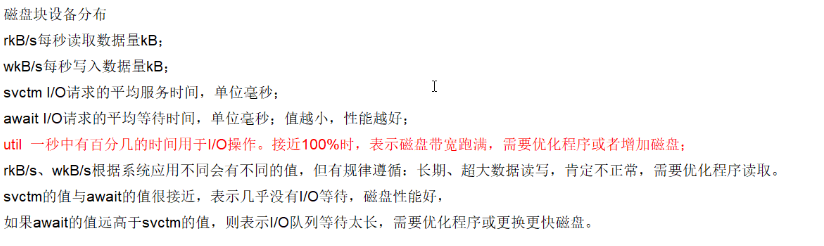 磁盘块设备分布
rkB/s每秒读取数据量kB；
wkB/s每秒写入数据量kB；
svctm I/O请求的平均服务时间，单位毫秒；
await I/O请求的平均等待时间，单位毫秒；值越小，性能越好；
util 一秒中有百分几的时间用于I/O操作。接近100%时，表示磁盘带宽跑满，需要优化程序或者增加磁盘；
rkB/s、wkB/s根据系统应用不同会有不同的值，但有规律遵循：长期、超大数据读写，肯定不正常，需要优化程序读取。
svctm的值与await的值很接近，表示几乎没有I/O等待，磁盘性能好，
如果await的值远高于svctm的值，则表示I/O队列等待太长，需要优化程序或更换更快磁盘。